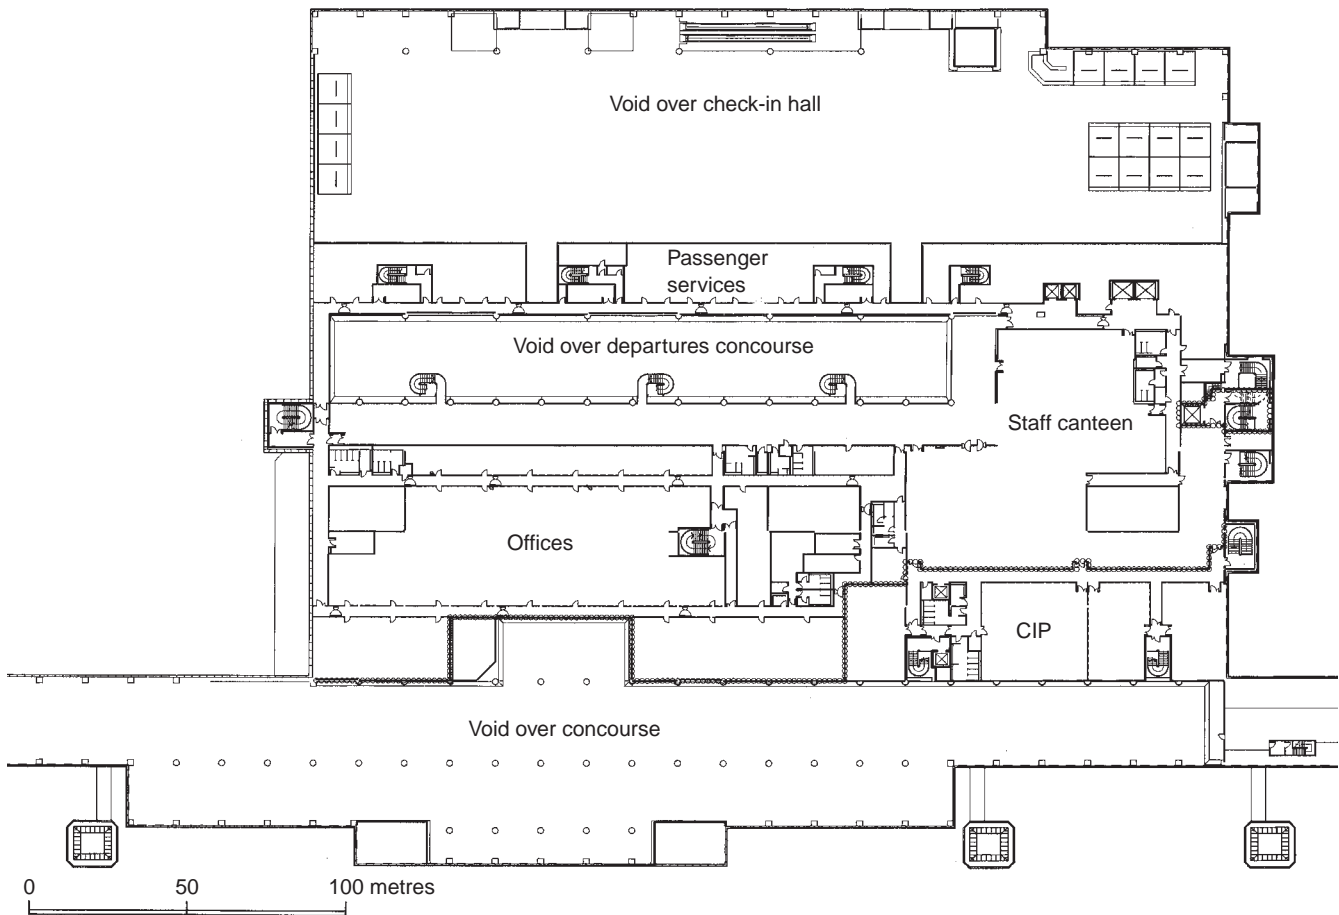 Void over check-in hall
Passenger
services
Void over departures concourse
Staff canteen
Offices
CIP
Void over concourse
0 50 100 metres